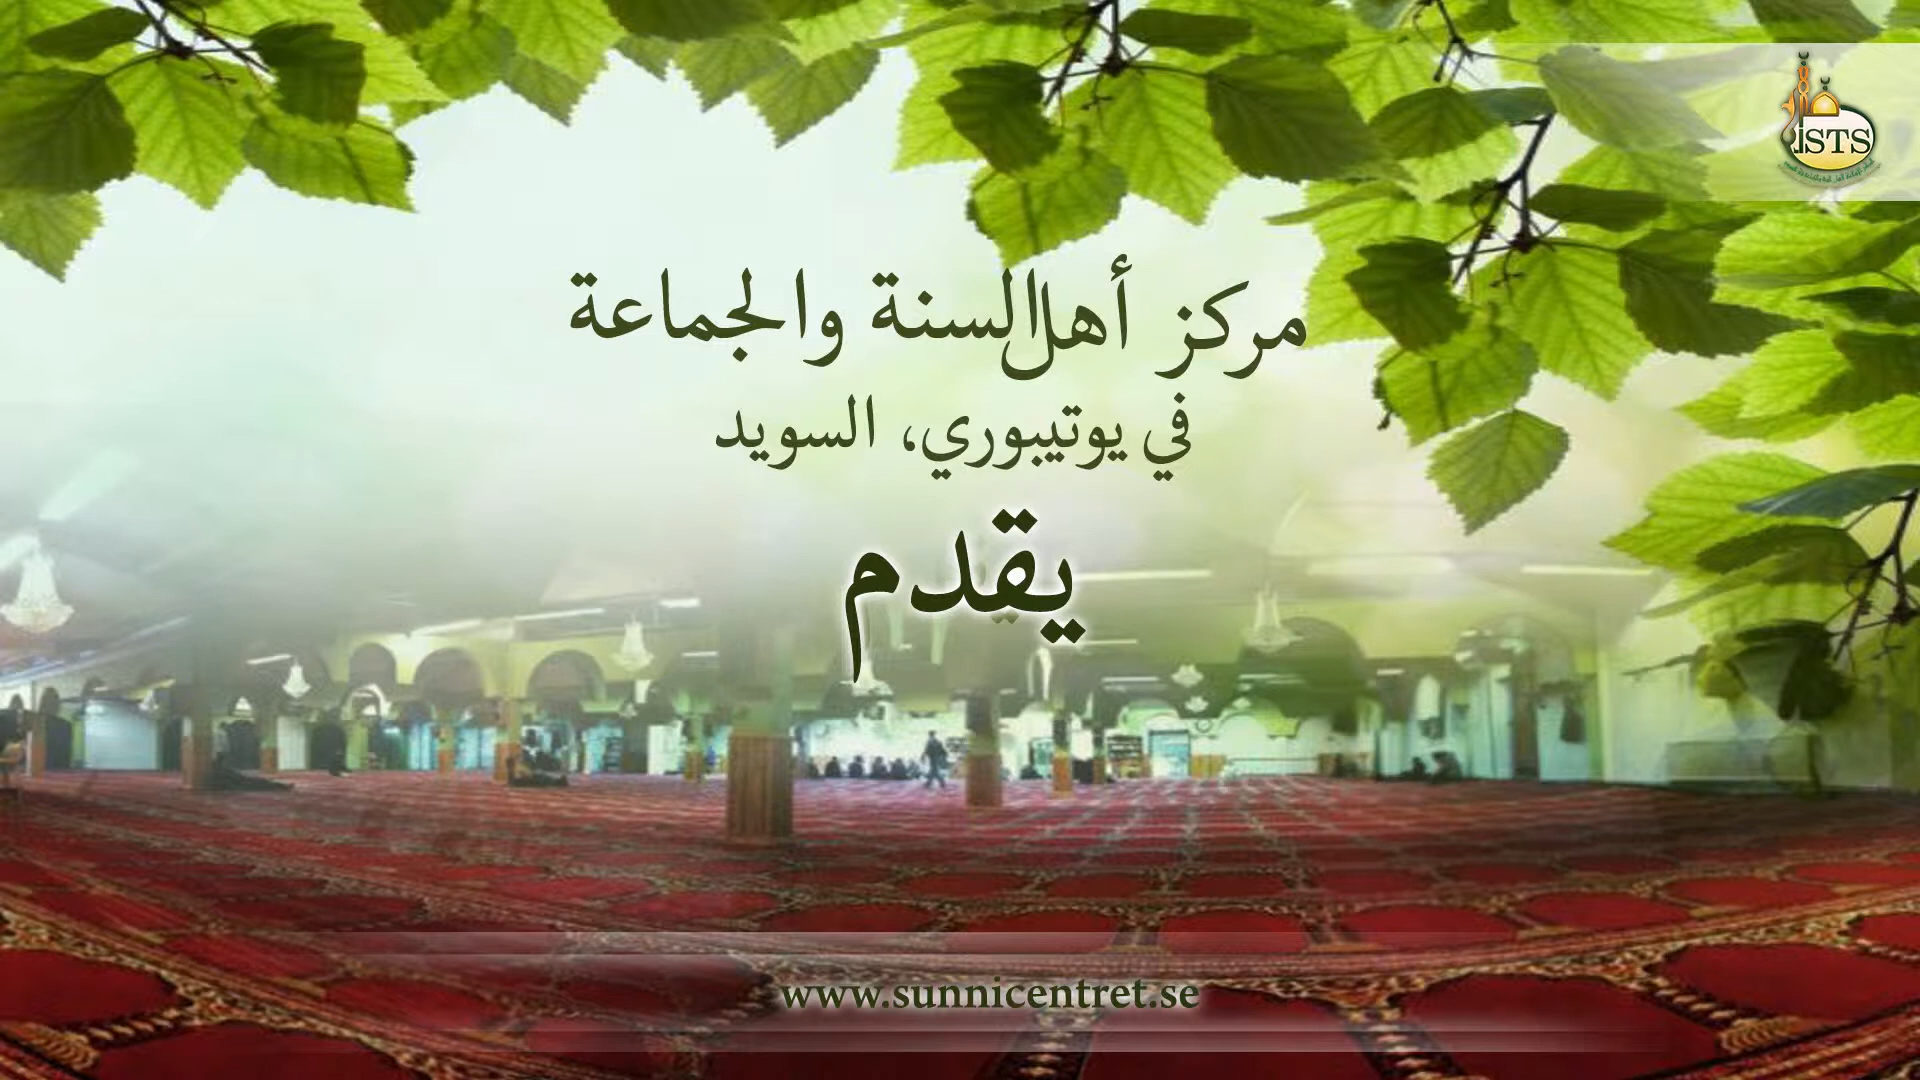 مركز أهل السنة والجماعة
في يوتيبوري، السويد
يقدم
ISTS
www.sunnicentret.se